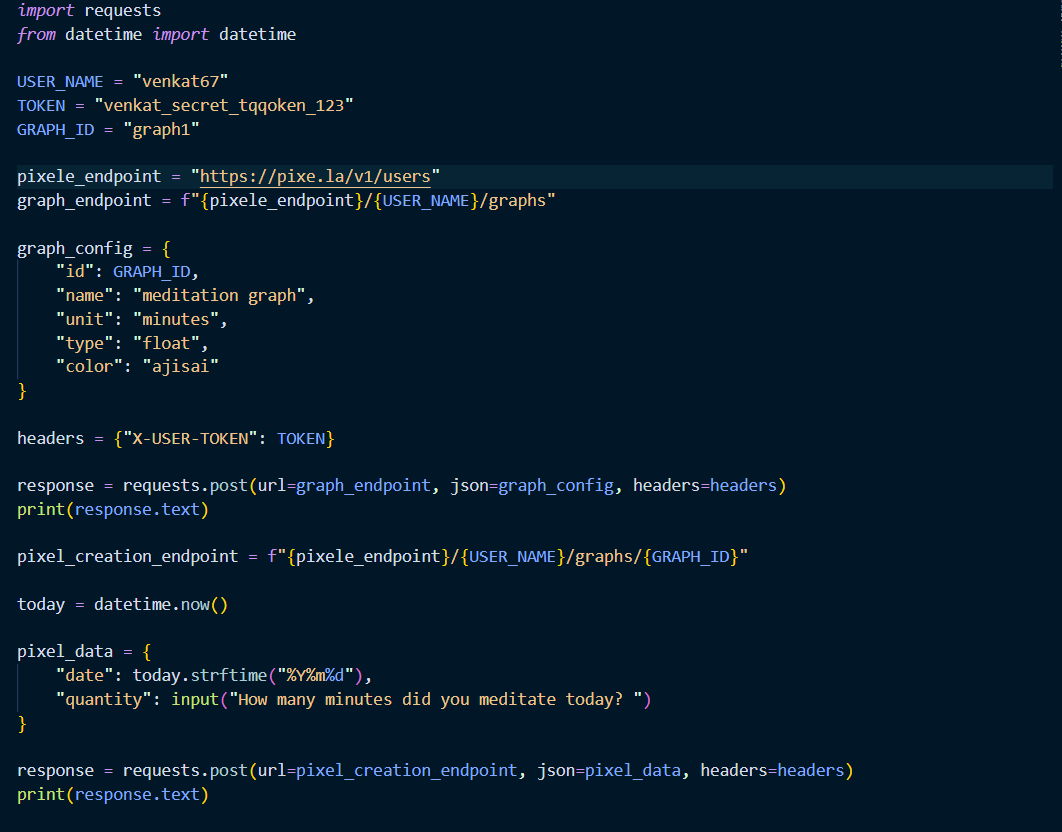 import requests
from datetime import datetime
USER_NAME = "venkat67"
TOKEN = "venkat_secret_tqqoken_123"
GRAPH_ID = "graph1"
pixele_endpoint = "https://pixe.la/v1/users"
graph_endpoint = f"{pixele_endpoint}/{USER_NAME}/graphs"
graph_config = {
    "id": GRAPH_ID,
    "name": "meditation graph",
    "unit": "minutes",
    "type": "float",
    "color": "ajisai"
}
headers = {"X-USER-TOKEN": TOKEN}
response = requests.post(url=graph_endpoint, json=graph_config, headers=headers)
print(response.text)
pixel_creation_endpoint = f"{pixele_endpoint}/{USER_NAME}/graphs/{GRAPH_ID}"
today = datetime.now()
pixel_data = {
    "date": today.strftime("%Y%m%d"),
    "quantity": input("How many minutes did you meditate today? ")
}
response = requests.post(url=pixel_creation_endpoint, json=pixel_data, headers=headers)
print(response.text)